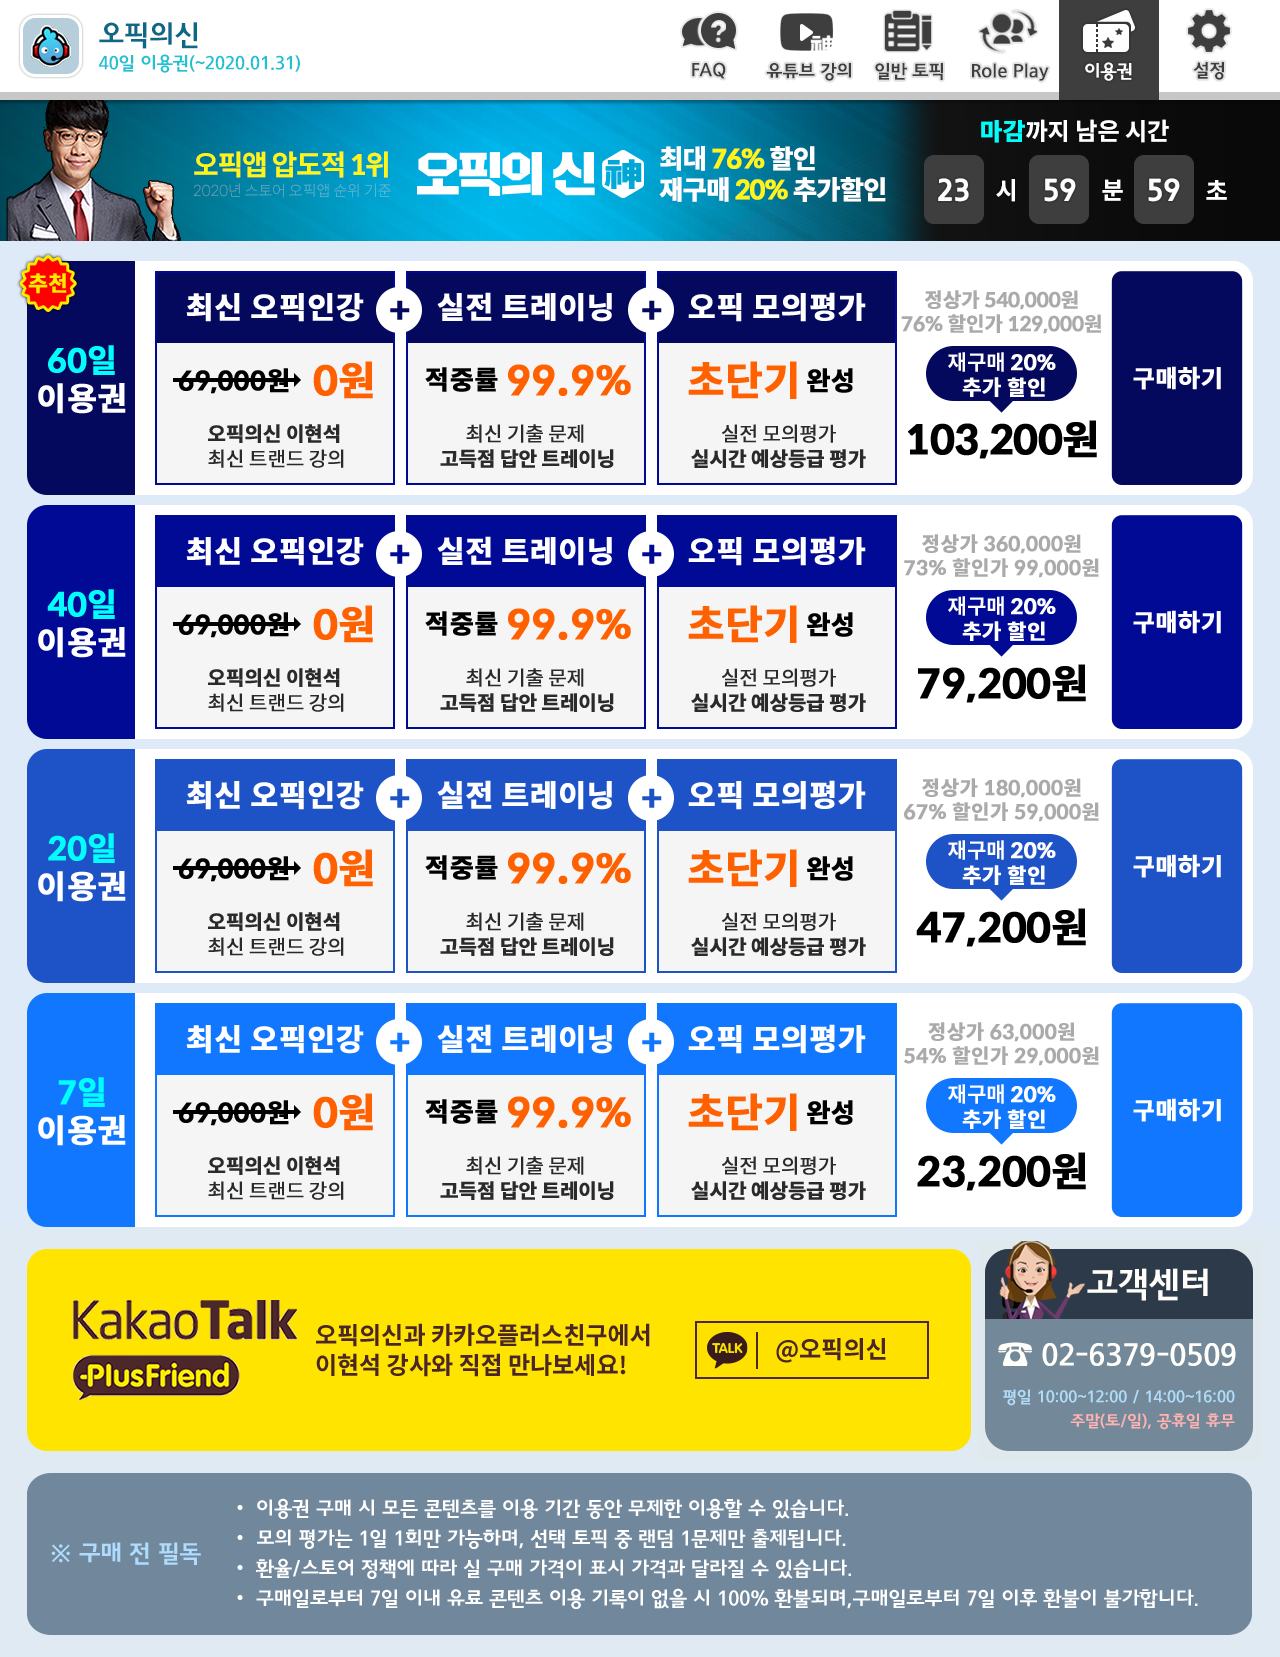 오픽의신
40일 이용권(~2020.01.31)
FAQ
유튜브 강의
일반 토픽
Role Play
이용권
설정
오픽앱 압도적 1위
2020년 스토어 오픽앱 순위 기준
오픽의 신 神
최대 76% 할인
재구매 20% 추가할인
마감까지 남은 시간
23 시 59 분 59 초
추천
60일
이용권
최신 오픽인강 + 실전 트레이닝 + 오픽 모의평가
69,000원 0원
오픽의신 이현석
최신 트랜드 강의
적중률 99.9%
최신 기출 문제
고득점 답안 트레이닝
초단기 완성
실전 모의평가
실시간 예상등급 평가
정상가 540,000원
76% 할인가 129,000원
재구매 20%
추가 할인
103,200원
구매하기
40일
이용권
최신 오픽인강 + 실전 트레이닝 + 오픽 모의평가
69,000원 0원
오픽의신 이현석
최신 트랜드 강의
적중률 99.9%
최신 기출 문제
고득점 답안 트레이닝
초단기 완성
실전 모의평가
실시간 예상등급 평가
정상가 360,000원
73% 할인가 99,000원
재구매 20%
추가 할인
79,200원
구매하기
20일
이용권
최신 오픽인강 + 실전 트레이닝 + 오픽 모의평가
69,000원 0원
오픽의신 이현석
최신 트랜드 강의
적중률 99.9%
최신 기출 문제
고득점 답안 트레이닝
초단기 완성
실전 모의평가
실시간 예상등급 평가
정상가 180,000원
67% 할인가 59,000원
재구매 20%
추가 할인
47,200원
구매하기
7일
이용권
최신 오픽인강 + 실전 트레이닝 + 오픽 모의평가
69,000원 0원
오픽의신 이현석
최신 트랜드 강의
적중률 99.9%
최신 기출 문제
고득점 답안 트레이닝
초단기 완성
실전 모의평가
실시간 예상등급 평가
정상가 63,000원
54% 할인가 29,000원
재구매 20%
추가 할인
23,200원
구매하기
KakaoTalk
PlusFriend
오픽의신과 카카오플러스친구에서
이현석 강사와 직접 만나보세요!
TALK @오픽의신
고객센터
☎ 02-6379-0509
평일 10:00~12:00 / 14:00~16:00
주말(토/일), 공휴일 휴무
※ 구매 전 필독
• 이용권 구매 시 모든 콘텐츠를 이용 기간 동안 무제한 이용할 수 있습니다.
• 모의 평가는 1일 1회만 가능하며, 선택 토픽 중 랜덤 1문제만 출제됩니다.
• 환율/스토어 정책에 따라 실 구매 가격이 표시 가격과 달라질 수 있습니다.
• 구매일로부터 7일 이내 유료 콘텐츠 이용 기록이 없을 시 100% 환불되며,구매일로부터 7일 이후 환불이 불가합니다.